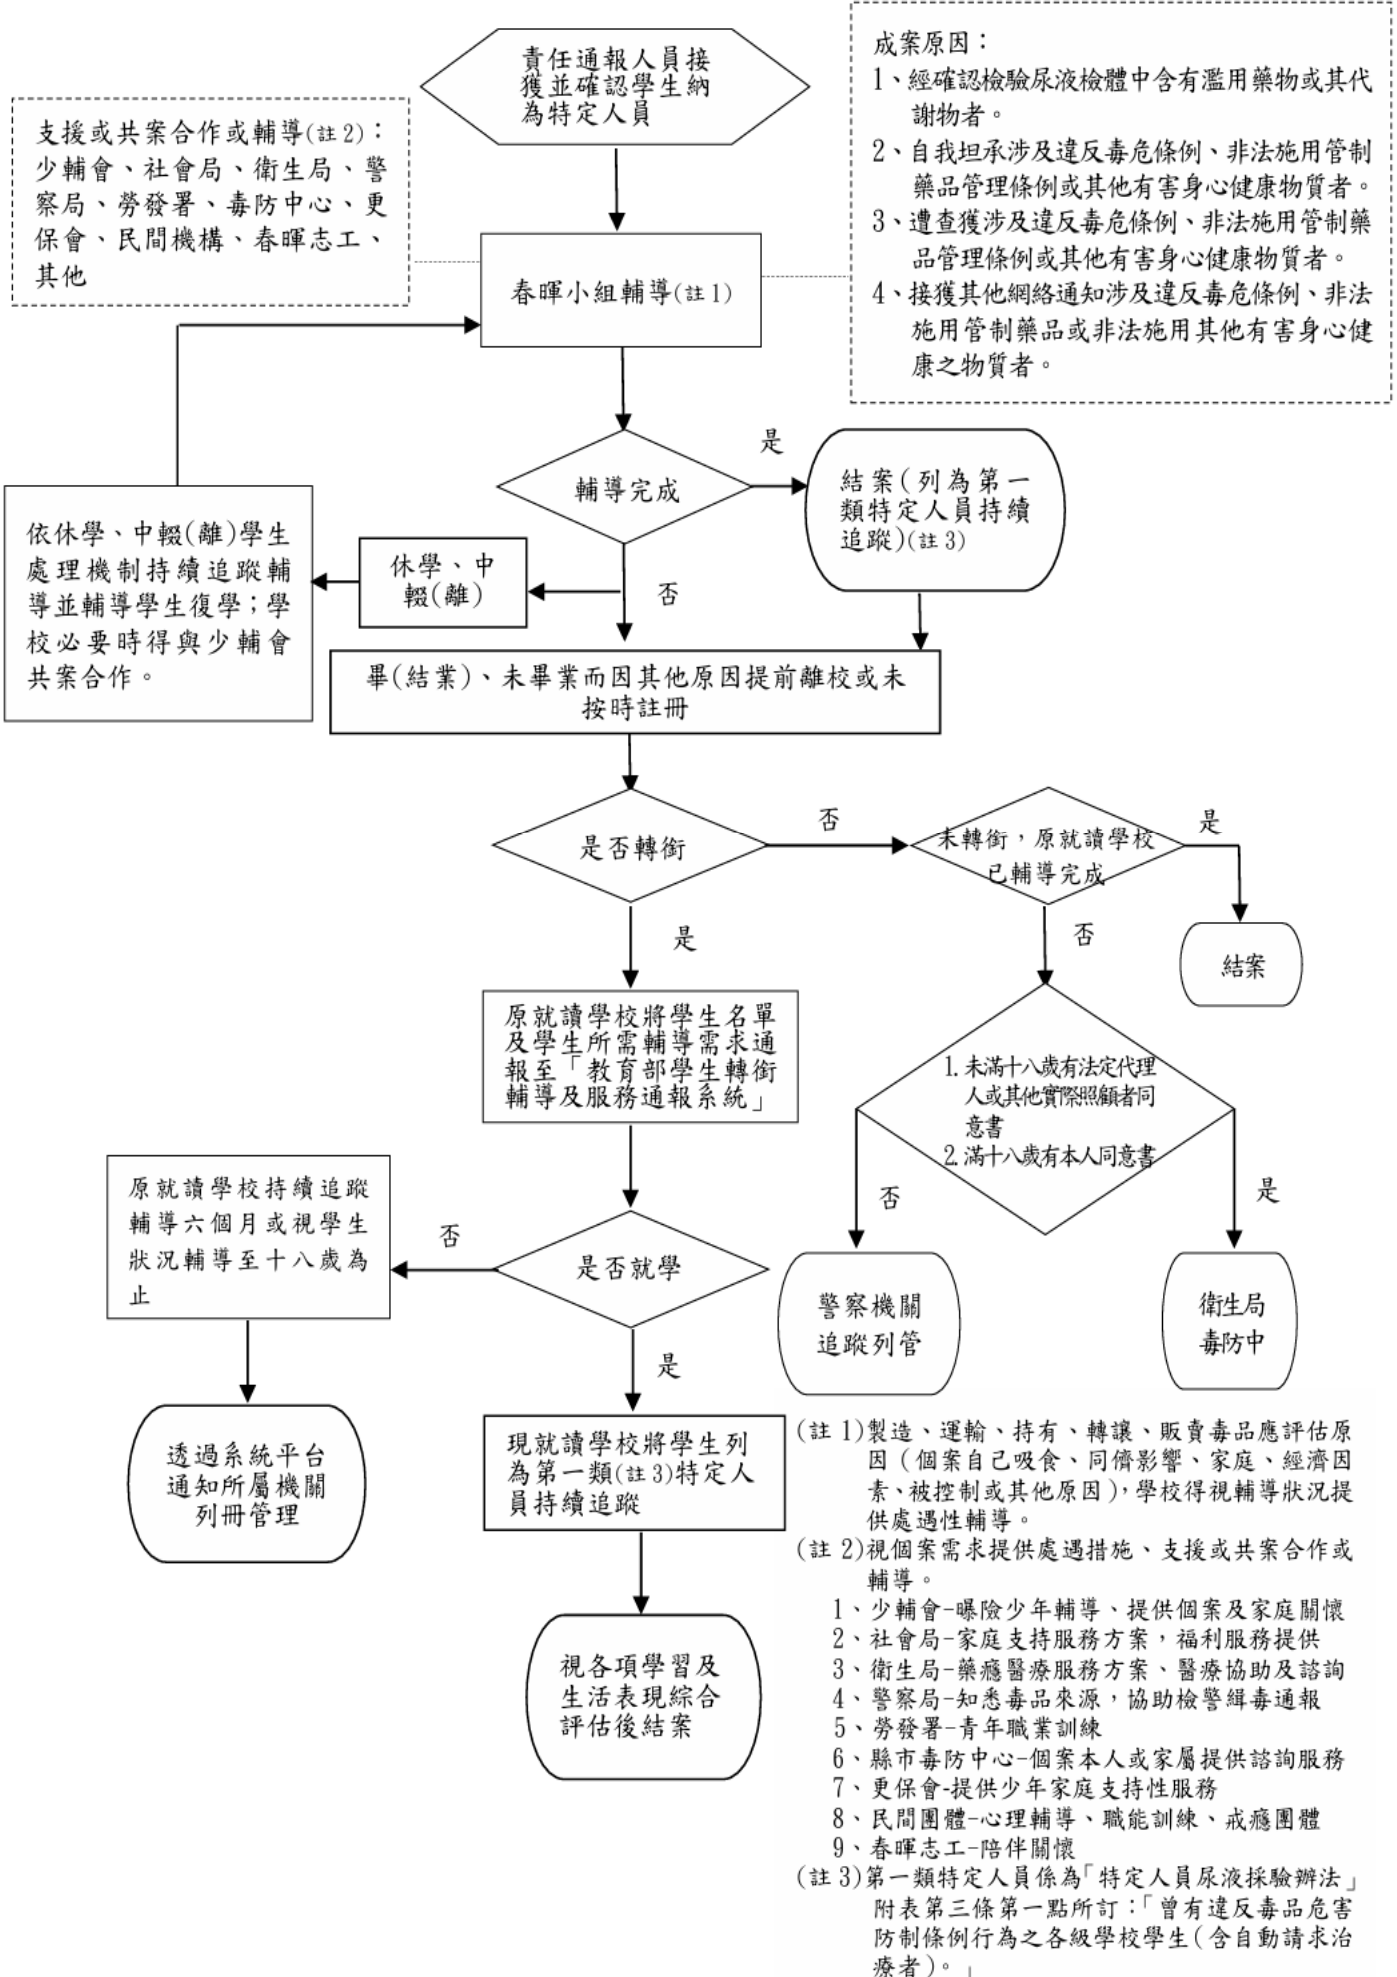 責任通報人員接
獲並確認學生納
為特定人員
成案原因：
1、經確認檢驗尿液檢體中含有濫用藥物或其代
謝物者。
2、自我坦承涉及違反毒危條例、非法施用管制
藥品管理條例或其他有害身心健康物質者。
3、遭查獲涉及違反毒危條例、非法施用管制藥
品管理條例或其他有害身心健康物質者。
4、接獲其他網絡通知涉及違反毒危條例、非法
施用管制藥品或非法施用其他有害身心健
康之物質者。
支援或共案合作或輔導(註2)：
少輔會、社會局、衛生局、警
察局、勞發署、毒防中心、更
保會、民間機構、春暉志工、
其他
春暉小組輔導(註1)
輔導完成
是
結案(列為第一
類特定人員持續
追蹤)(註3)
否
休學、中
輟(離)
依休學、中輟(離)學生
處理機制持續追蹤輔
導並輔導學生復學；學
校必要時得與少輔會
共案合作。
畢(結業)、未畢業而因其他原因提前離校或未
按時註冊
是否轉銜
否
未轉銜，原就讀學校
已輔導完成
是
結案
否
是
原就讀學校將學生名單
及學生所需輔導需求通
報至「教育部學生轉銜
輔導及服務通報系統」
1.未滿十八歲有法定代理
人或其他實際照顧者同
意書
2.滿十八歲有本人同意書
否
是
警察機關
追蹤列管
衛生局
毒防中
是否就學
否
原就讀學校持續追蹤
輔導六個月或視學生
狀況輔導至十八歲為
止
透過系統平台
通知所屬機關
列冊管理
是
現就讀學校將學生列
為第一類(註3)特定人
員持續追蹤
視各項學習及
生活表現綜合
評估後結案
(註1)製造、運輸、持有、轉讓、販賣毒品應評估原
因（個案自己吸食、同儕影響、家庭、經濟因
素、被控制或其他原因），學校得視輔導狀況提
供處遇性輔導。
(註2)視個案需求提供處遇措施、支援或共案合作或
輔導。
1、少輔會-曝險少年輔導、提供個案及家庭關懷
2、社會局-家庭支持服務方案，福利服務提供
3、衛生局-藥癮醫療服務方案、醫療協助及諮詢
4、警察局-知悉毒品來源，協助檢警緝毒通報
5、勞發署-青年職業訓練
6、縣市毒防中心-個案本人或家屬提供諮詢服務
7、更保會-提供少年家庭支持性服務
8、民間團體-心理輔導、職能訓練、戒癮團體
9、春暉志工-陪伴關懷
(註3)第一類特定人員係為「特定人員尿液採驗辦法」
附表第三條第一點所訂：「曾有違反毒品危害
防制條例行為之各級學校學生(含自動請求治
療者)。」